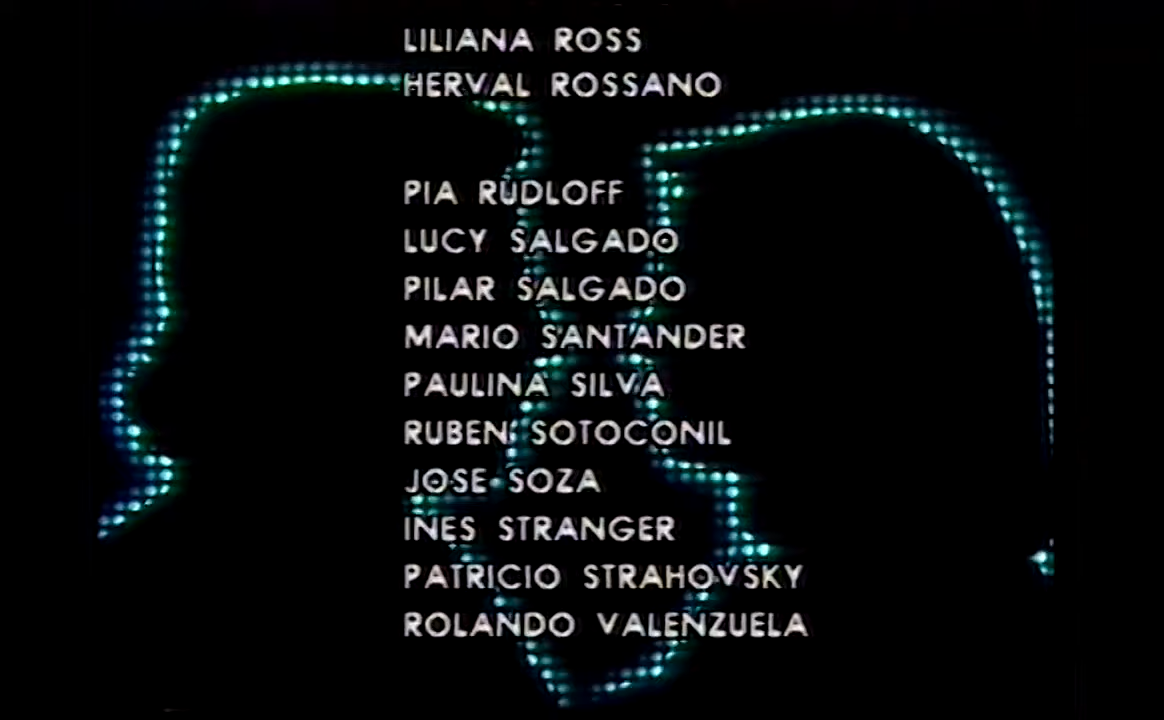 LILIANA ROSS
HERVAL ROSSANO
PIA RUDLOFF
LUCY SALGADO
PILAR SALGADO
MARIO SANTANDER
PAULINA SILVA
RUBEN SOTOCONIL
JOSE SOZA
INES STRANGER
PATRICIO STRAHOVSKY
ROLANDO VALENZUELA